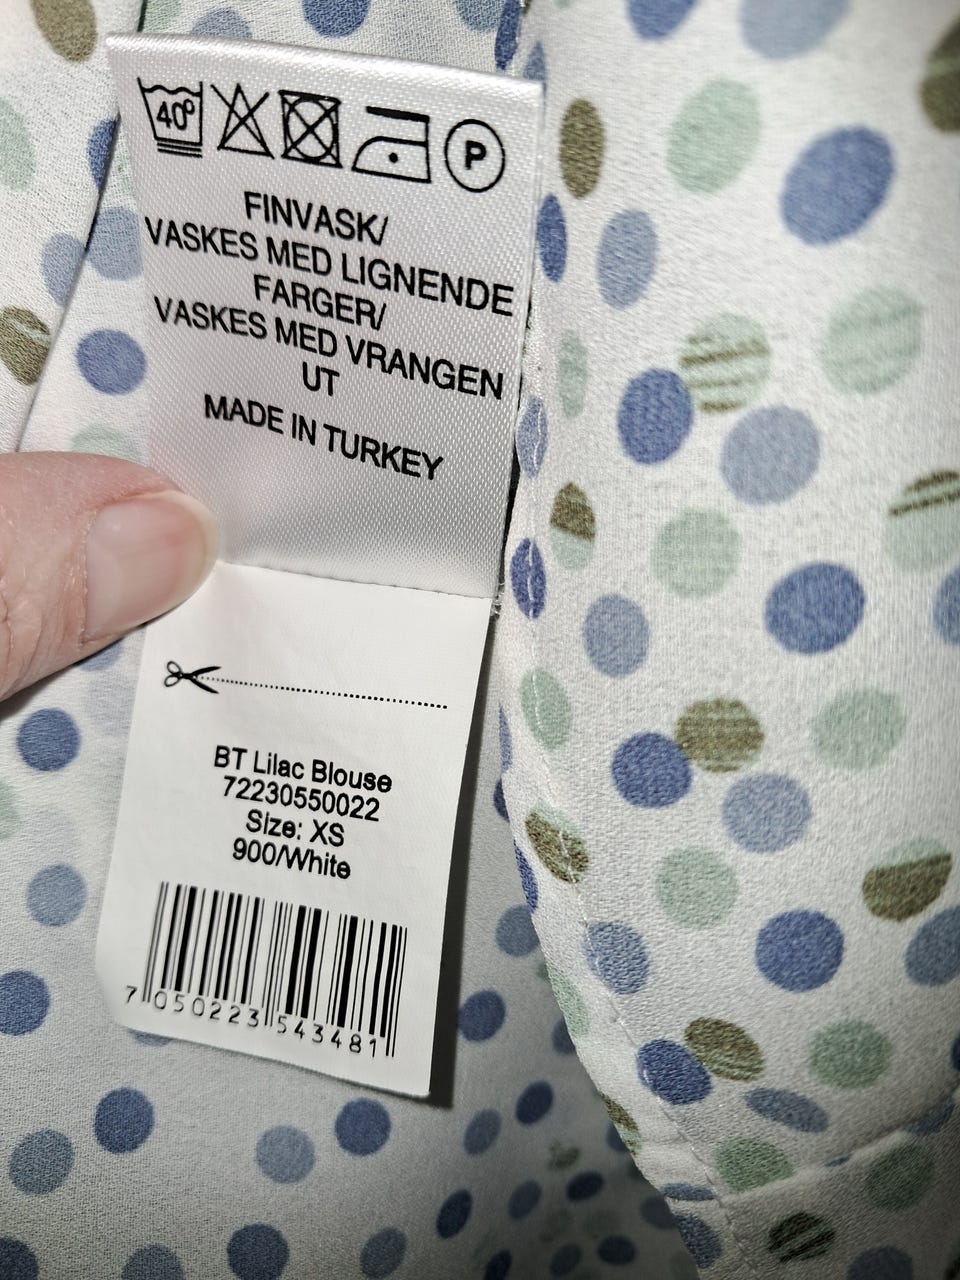 40°
P
FINVASK/
VASKES MED LIGNENDE
FARGER/
VASKES MED VRANGEN
UT
MADE IN TURKEY
BT Lilac Blouse
72230550022
Size: XS
900/White
7 050223 543481